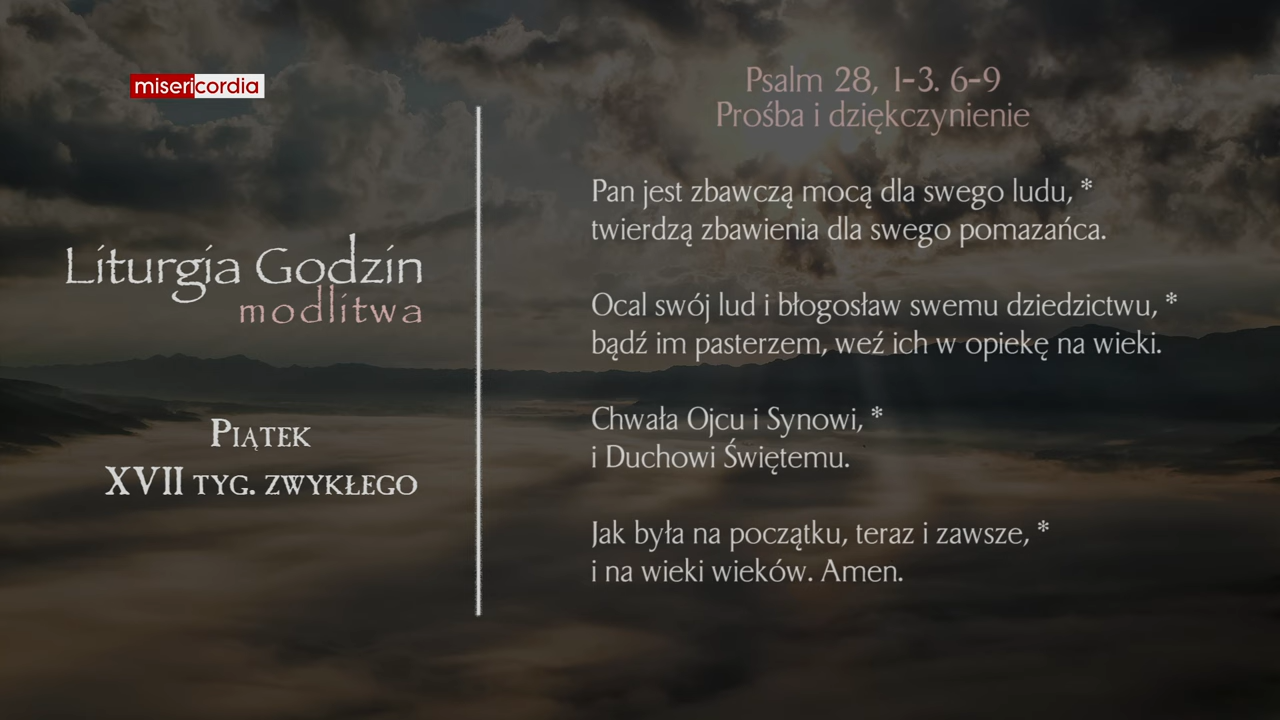 misericordia
Liturgia Godzin
modlitwa
Piątek
XVII tyg. zwykłego
Psalm 28, 1-3. 6-9
Prośba i dziękczynienie
Pan jest zbawczą mocą dla swego ludu, *
twierdzą zbawienia dla swego pomazańca.
Ocal swój lud i błogosław swemu dziedzictwu, *
bądź im pasterzem, weź ich w opiekę na wieki.
Chwała Ojcu i Synowi, *
i Duchowi Świętemu.
Jak była na początku, teraz i zawsze, *
i na wieki wieków. Amen.